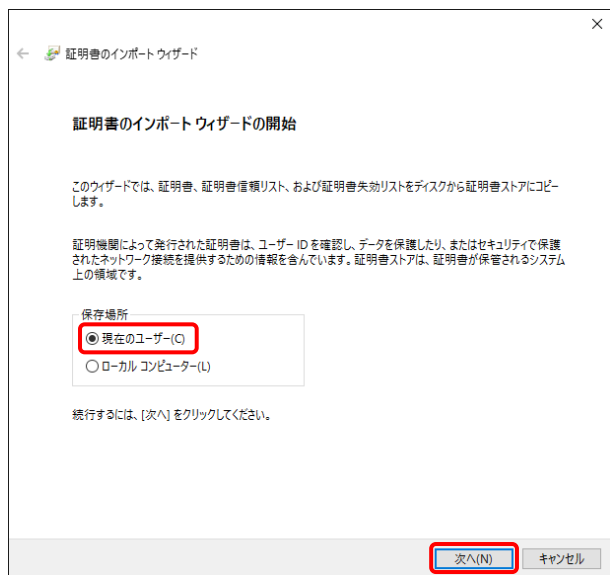 証明書のインポート ウィザード
証明書のインポート ウィザードの開始
このウィザードでは、証明書、証明書信頼リスト、および証明書失効リストをディスクから証明書ストアにコピー
します。
証明機関によって発行された証明書は、ユーザー ID を確認し、データを保護したり、またはセキュリティで保護
されたネットワーク接続を提供するための情報を含んでいます。証明書ストアは、証明書が保管されるシステム
上の領域です。
保存場所
現在のユーザー(C)
ローカル コンピューター(L)
続行するには、[次へ] をクリックしてください。
次へ(N) キャンセル